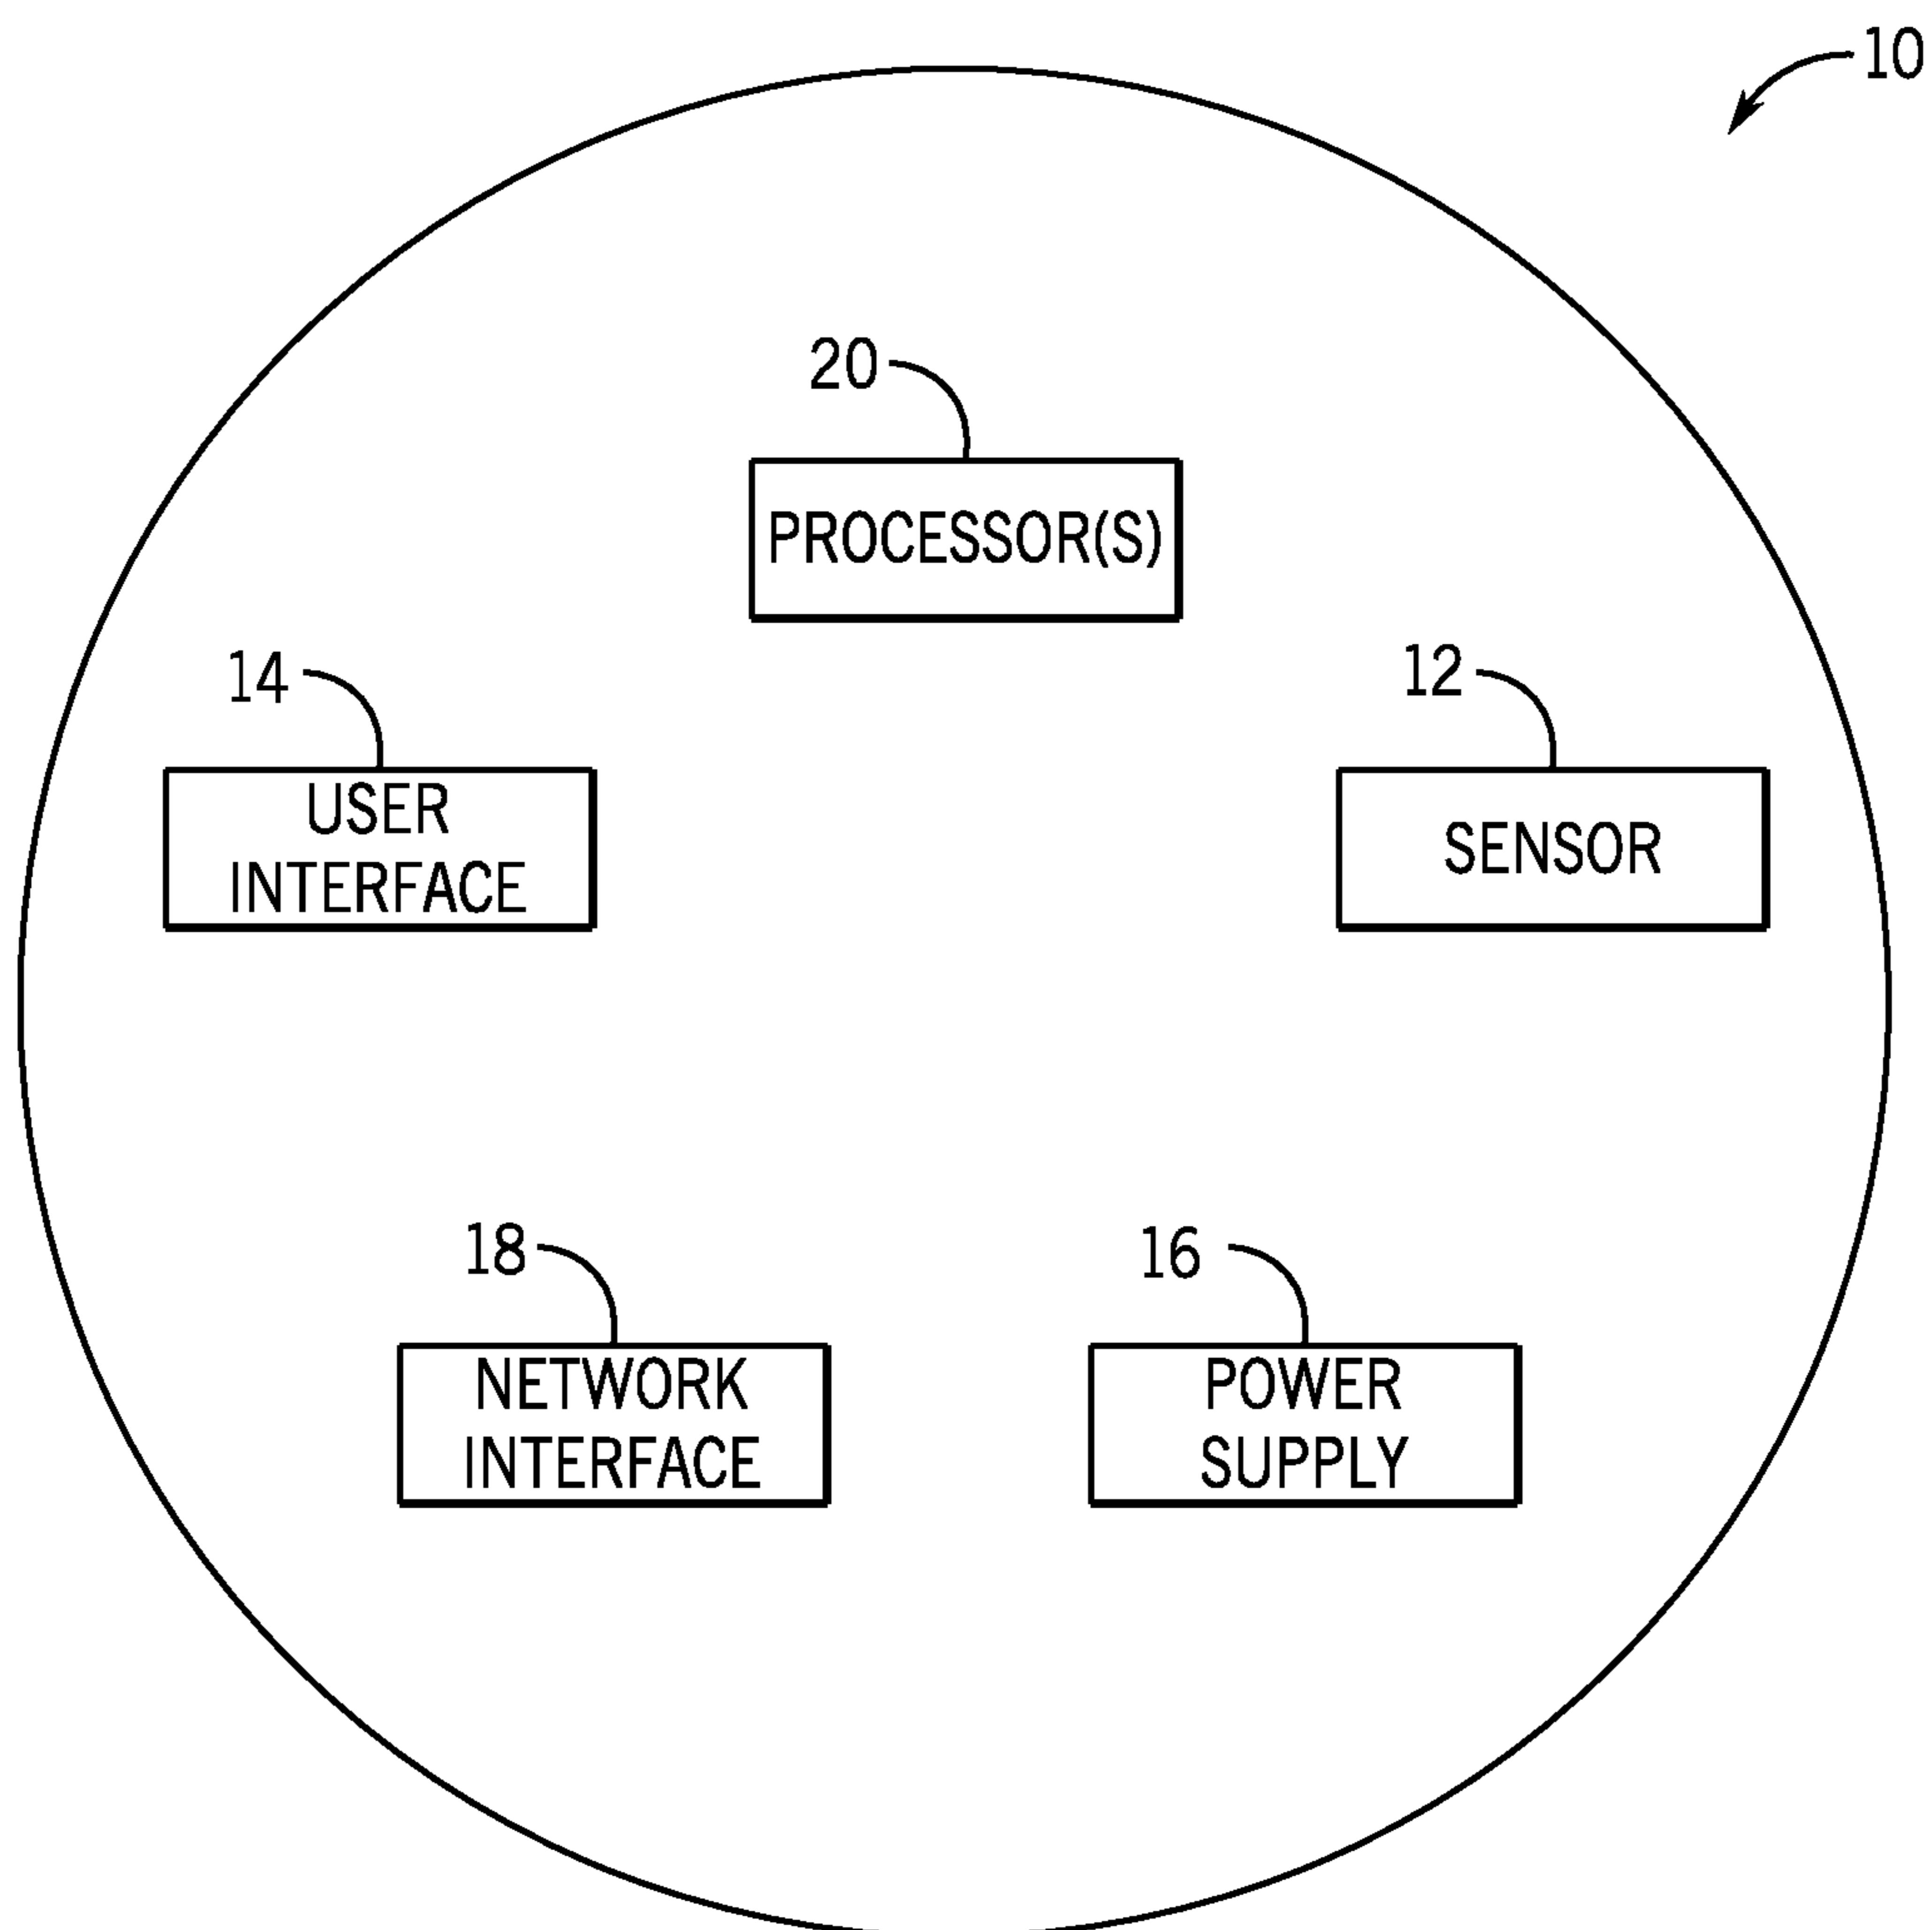 10
20
PROCESSOR(S)
14
USER
INTERFACE
12
SENSOR
18
NETWORK
INTERFACE
16
POWER
SUPPLY